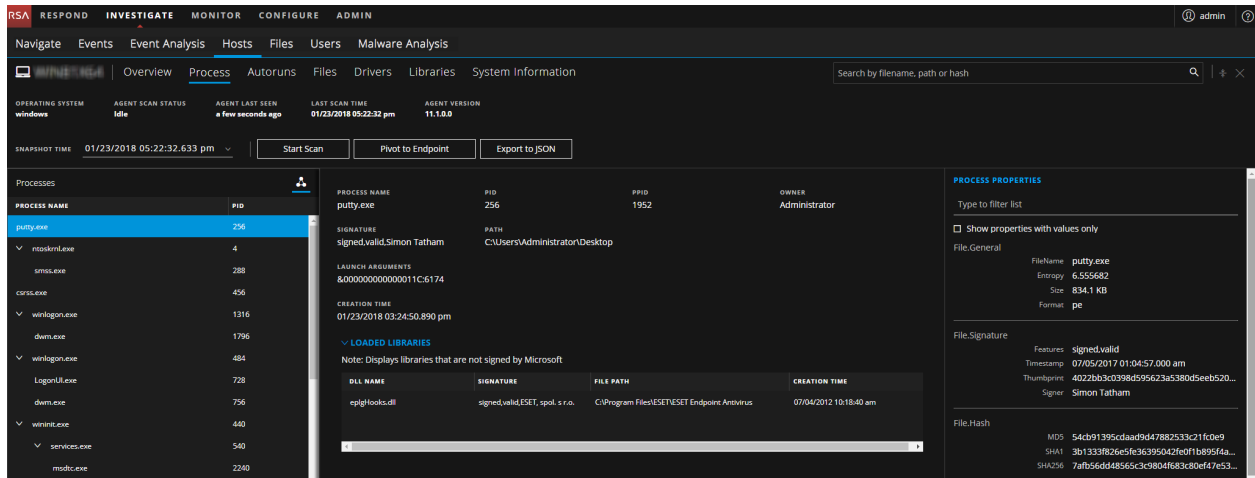 RSA RESPOND INVESTIGATE MONITOR CONFIGURE ADMIN admin
Navigate Events Event Analysis Hosts Files Users Malware Analysis
Overview Process Autoruns Files Drivers Libraries System Information Search by filename, path or hash
OPERATING SYSTEM AGENT SCAN STATUS AGENT LAST SEEN LAST SCAN TIME AGENT VERSION
windows Idle a few seconds ago 01/23/2018 05:22:32 pm 11.1.0.0
SNAPSHOT TIME 01/23/2018 05:22:32.633 pm Start Scan Pivot to Endpoint Export to JSON
Processes
PROCESS NAME PID
putty.exe 256
ntoskrnl.exe 4
smss.exe 288
csrss.exe 456
winlogon.exe 1316
dwm.exe 1796
winlogon.exe 484
LogonUI.exe 728
dwm.exe 756
wininit.exe 440
services.exe 540
msdtc.exe 2240
PROCESS NAME PID PPID OWNER
putty.exe 256 1952 Administrator
SIGNATURE PATH
signed,valid,Simon Tatham C:\Users\Administrator\Desktop
LAUNCH ARGUMENTS
&000000000000011C:6174
CREATION TIME
01/23/2018 03:24:50.890 pm
LOADED LIBRARIES
Note: Displays libraries that are not signed by Microsoft
DLL NAME SIGNATURE FILE PATH CREATION TIME
eplgHooks.dll signed,valid,ESET, spol. s r.o. C:\Program Files\ESET\ESET Endpoint Antivirus 07/04/2012 10:18:40 am
PROCESS PROPERTIES
Type to filter list
Show properties with values only
File.General
FileName putty.exe
Entropy 6.555682
Size 834.1 KB
Format pe
File.Signature
Features signed,valid
Timestamp 07/05/2017 01:04:57.000 am
Thumbprint 4022bb3c0398d595623a5380d5eeb520...
Signer Simon Tatham
File.Hash
MD5 54cb91395cdaad9d47882533c21fc0e9
SHA1 3b1333f826e5fe36395042fe0f1b895f4a...
SHA256 7afb56dd48565c3c9804f683c80ef47e53...